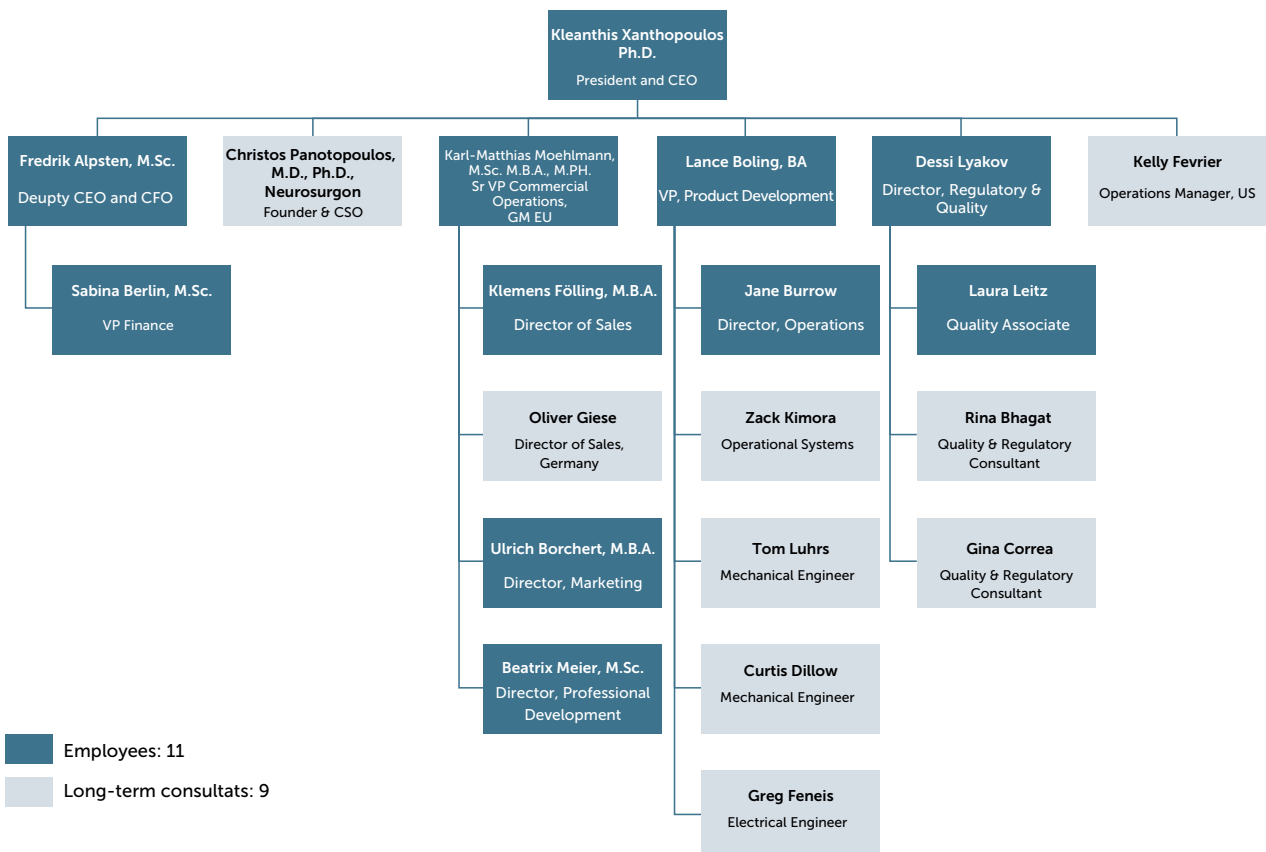 Kleanthis Xanthopoulos
Ph.D.
President and CEO
Fredrik Alpsten, M.Sc.
Deupty CEO and CFO
Christos Panotopoulos,
M.D., Ph.D.,
Neurosurgon
Founder & CSO
Karl-Matthias Moehlmann,
M.Sc. M.B.A., M.PH.
Sr VP Commercial
Operations,
GM EU
Lance Boling, BA
VP, Product Development
Dessi Lyakov
Director, Regulatory &
Quality
Kelly Fevrier
Operations Manager, US
Sabina Berlin, M.Sc.
VP Finance
Klemens Fölling, M.B.A.
Director of Sales
Jane Burrow
Director, Operations
Laura Leitz
Quality Associate
Oliver Giese
Director of Sales,
Germany
Zack Kimora
Operational Systems
Rina Bhagat
Quality & Regulatory
Consultant
Ulrich Borchert, M.B.A.
Director, Marketing
Tom Luhrs
Mechanical Engineer
Gina Correa
Quality & Regulatory
Consultant
Beatrix Meier, M.Sc.
Director, Professional
Development
Curtis Dillow
Mechanical Engineer
Greg Feneis
Electrical Engineer
Employees: 11
Long-term consultats: 9